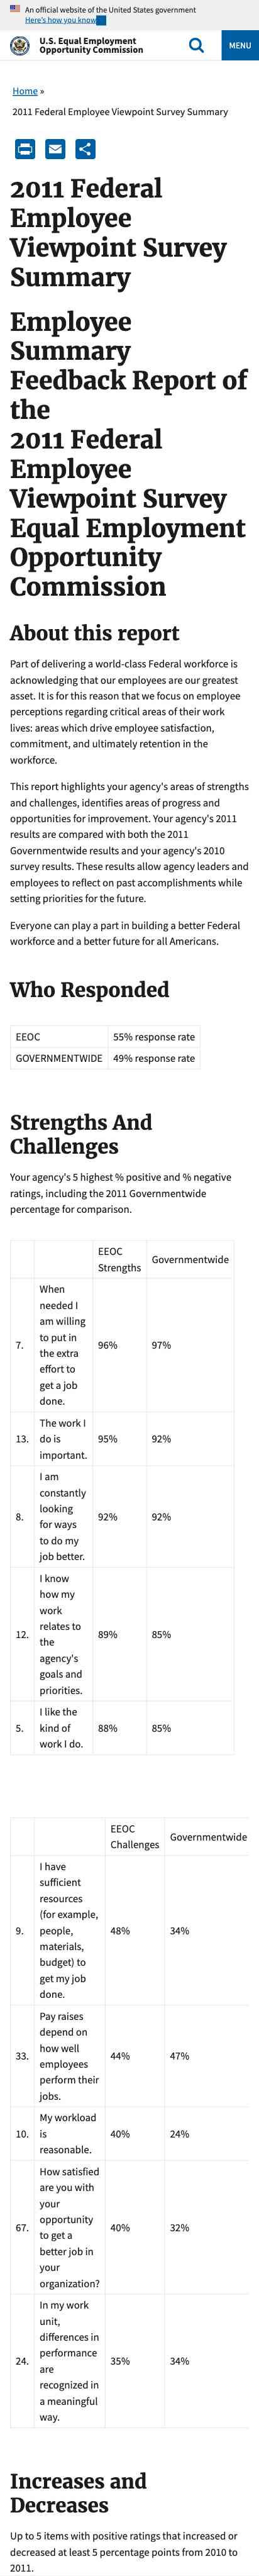 An official website of the United States government
Here's how you know
U.S. Equal Employment
Opportunity Commission
MENU
Home »
2011 Federal Employee Viewpoint Survey Summary
2011 Federal
Employee
Viewpoint Survey
Summary
Employee
Summary
Feedback Report of
the
2011 Federal
Employee
Viewpoint Survey
Equal Employment
Opportunity
Commission
About this report
Part of delivering a world-class Federal workforce is
acknowledging that our employees are our greatest
asset. It is for this reason that we focus on employee
perceptions regarding critical areas of their work
lives: areas which drive employee satisfaction,
commitment, and ultimately retention in the
workforce.
This report highlights your agency's areas of strengths
and challenges, identifies areas of progress and
opportunities for improvement. Your agency's 2011
results are compared with both the 2011
Governmentwide results and your agency's 2010
survey results. These results allow agency leaders and
employees to reflect on past accomplishments while
setting priorities for the future.
Everyone can play a part in building a better Federal
workforce and a better future for all Americans.
Who Responded
EEOC 55% response rate
GOVERNMENTWIDE 49% response rate
Strengths And
Challenges
Your agency's 5 highest % positive and % negative
ratings, including the 2011 Governmentwide
percentage for comparison.
EEOC
Strengths
Governmentwide
7.
When
needed I
am willing
to put in
the extra
effort to
get a job
done.
96%
97%
13.
The work I
do is
important.
95%
92%
8.
I am
constantly
looking
for ways
to do my
job better.
92%
92%
12.
I know
how my
work
relates to
the
agency's
goals and
priorities.
89%
85%
5.
I like the
kind of
work I do.
88%
85%
EEOC
Challenges
Governmentwide
9.
I have
sufficient
resources
(for example,
people,
materials,
budget) to
get my job
done.
48%
34%
33.
Pay raises
depend on
how well
employees
perform their
jobs.
44%
47%
10.
My workload
is
reasonable.
40%
24%
67.
How satisfied
are you with
your
opportunity
to get a
better job in
your
organization?
40%
32%
24.
In my work
unit,
differences in
performance
are
recognized in
a meaningful
way.
35%
34%
Increases and
Decreases
Up to 5 items with positive ratings that increased or
decreased at least 5 percentage points from 2010 to
2011.